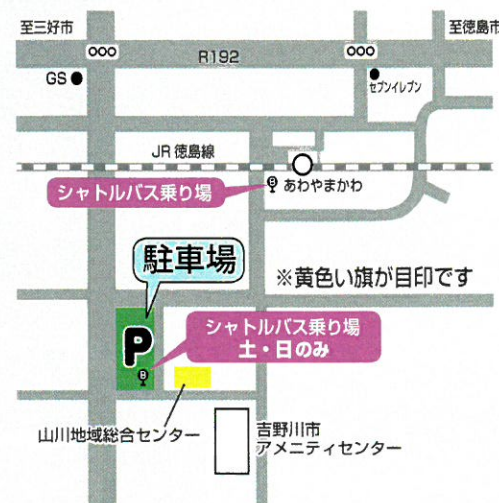 至三好市
至徳島市
R192
GS
セブンイレブン
JR徳島線
シャトルバス乗り場
B
あわやまかわ
駐車場
※黄色い旗が目印です
P
シャトルバス乗り場
土・日のみ
B
山川地域総合センター
吉野川市
アメニティセンター